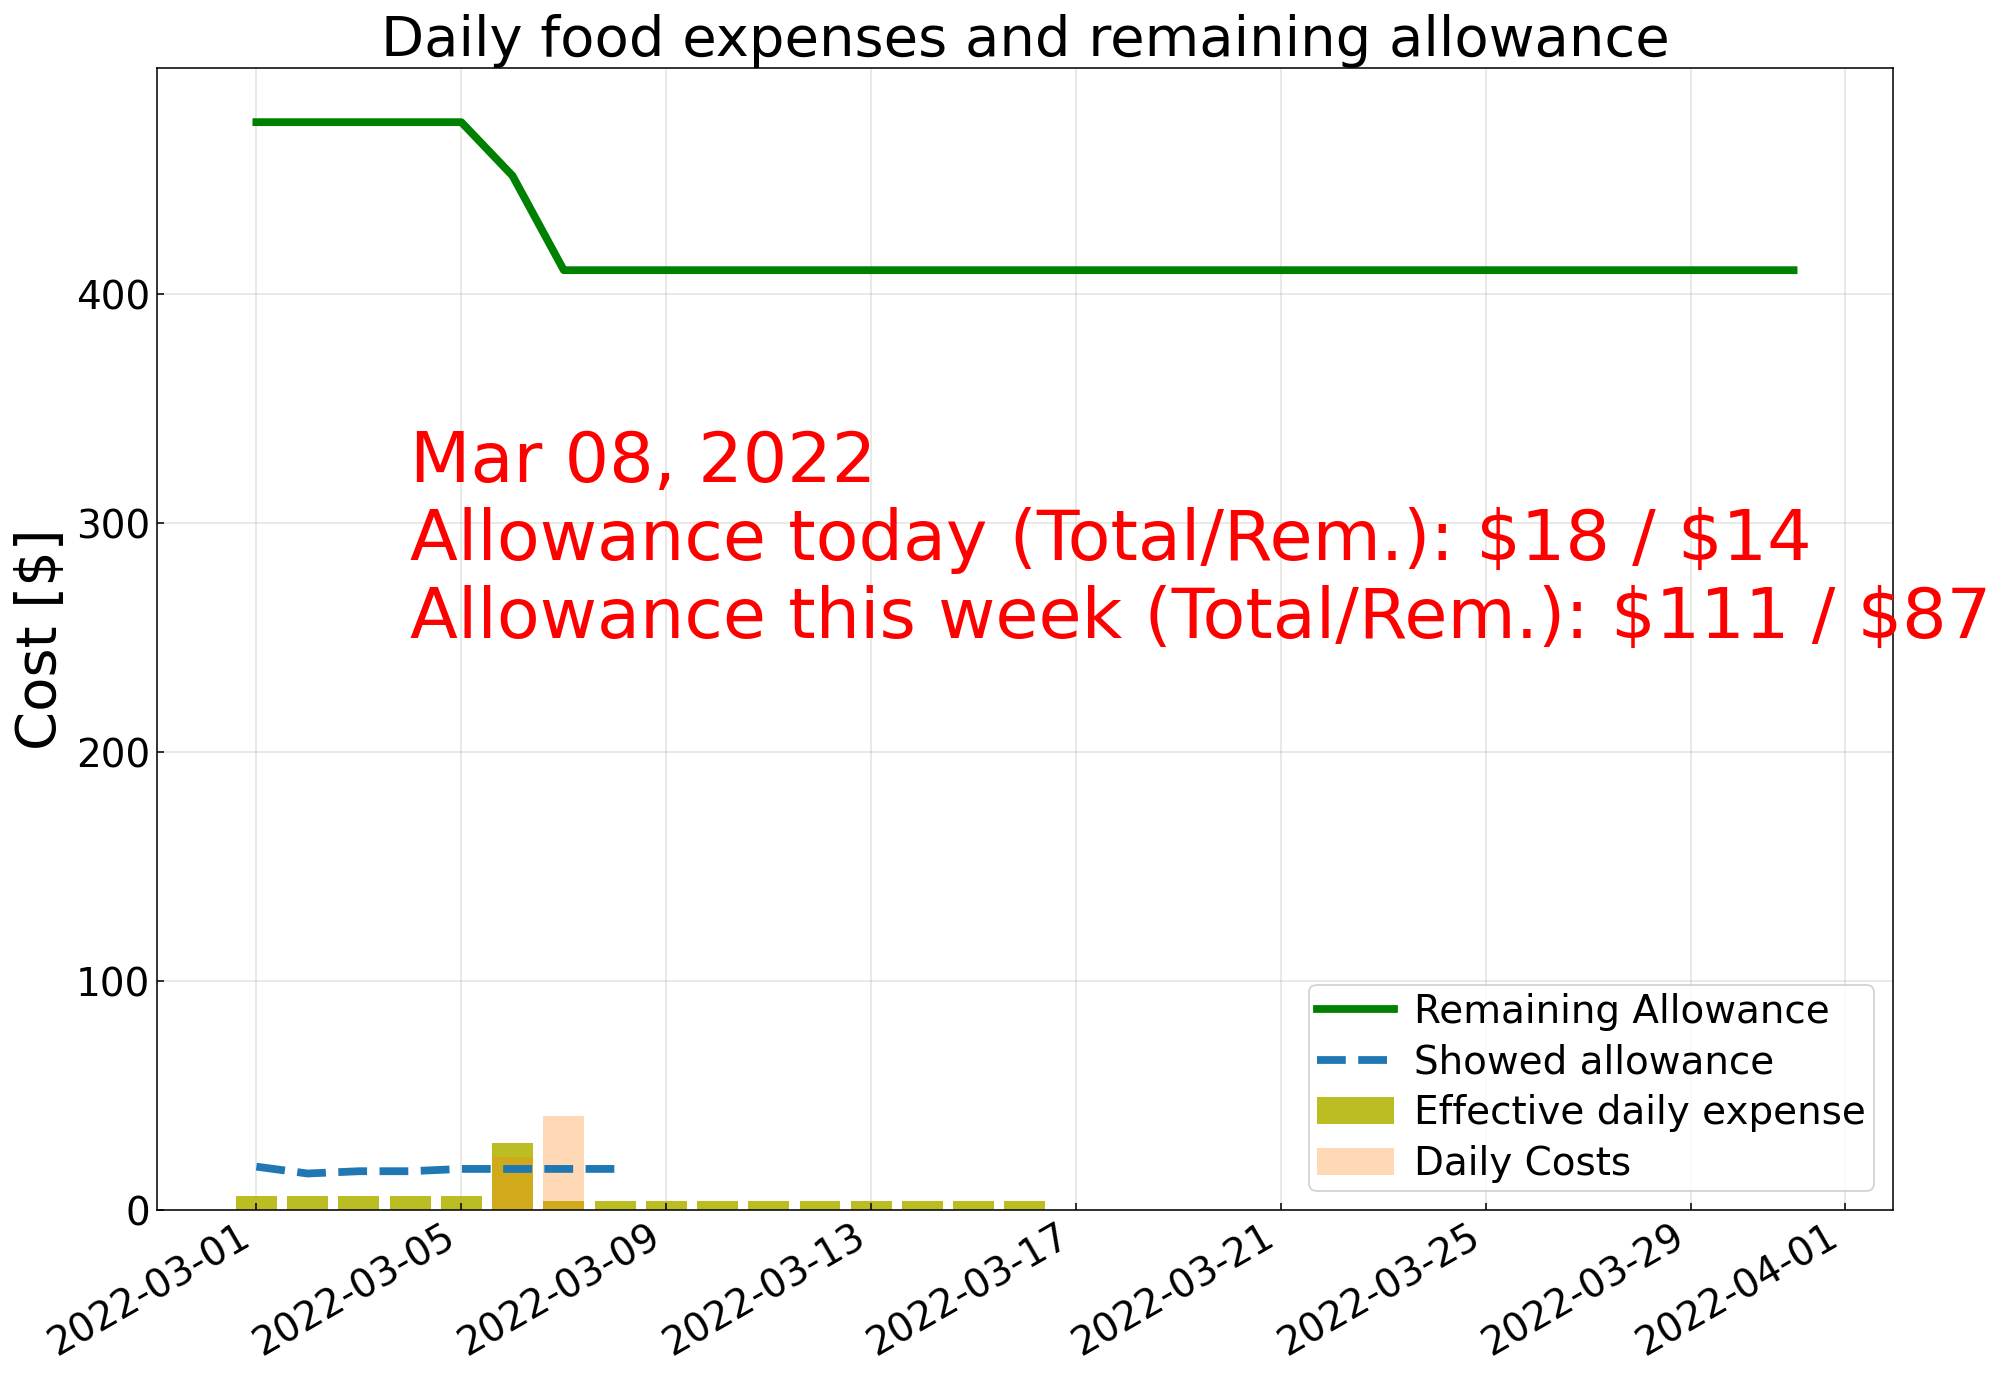 Daily food expenses and remaining allowance
Cost [$]
400
300
200
100
0
Mar 08, 2022
Allowance today (Total/Rem.): $18 / $14
Allowance this week (Total/Rem.): $111 / $87
Remaining Allowance
Showed allowance
Effective daily expense
Daily Costs
2022-03-01
2022-03-05
2022-03-09
2022-03-13
2022-03-17
2022-03-21
2022-03-25
2022-03-29
2022-04-01